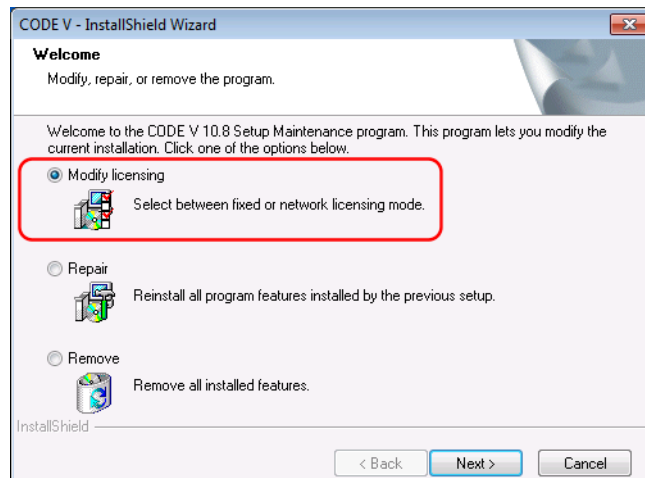 CODE V - InstallShield Wizard
Welcome
Modify, repair, or remove the program.
Welcome to the CODE V 10.8 Setup Maintenance program. This program lets you modify the
current installation. Click one of the options below.
Modify licensing
Select between fixed or network licensing mode.
Repair
Reinstall all program features installed by the previous setup.
Remove
Remove all installed features.
InstallShield
< Back Next > Cancel